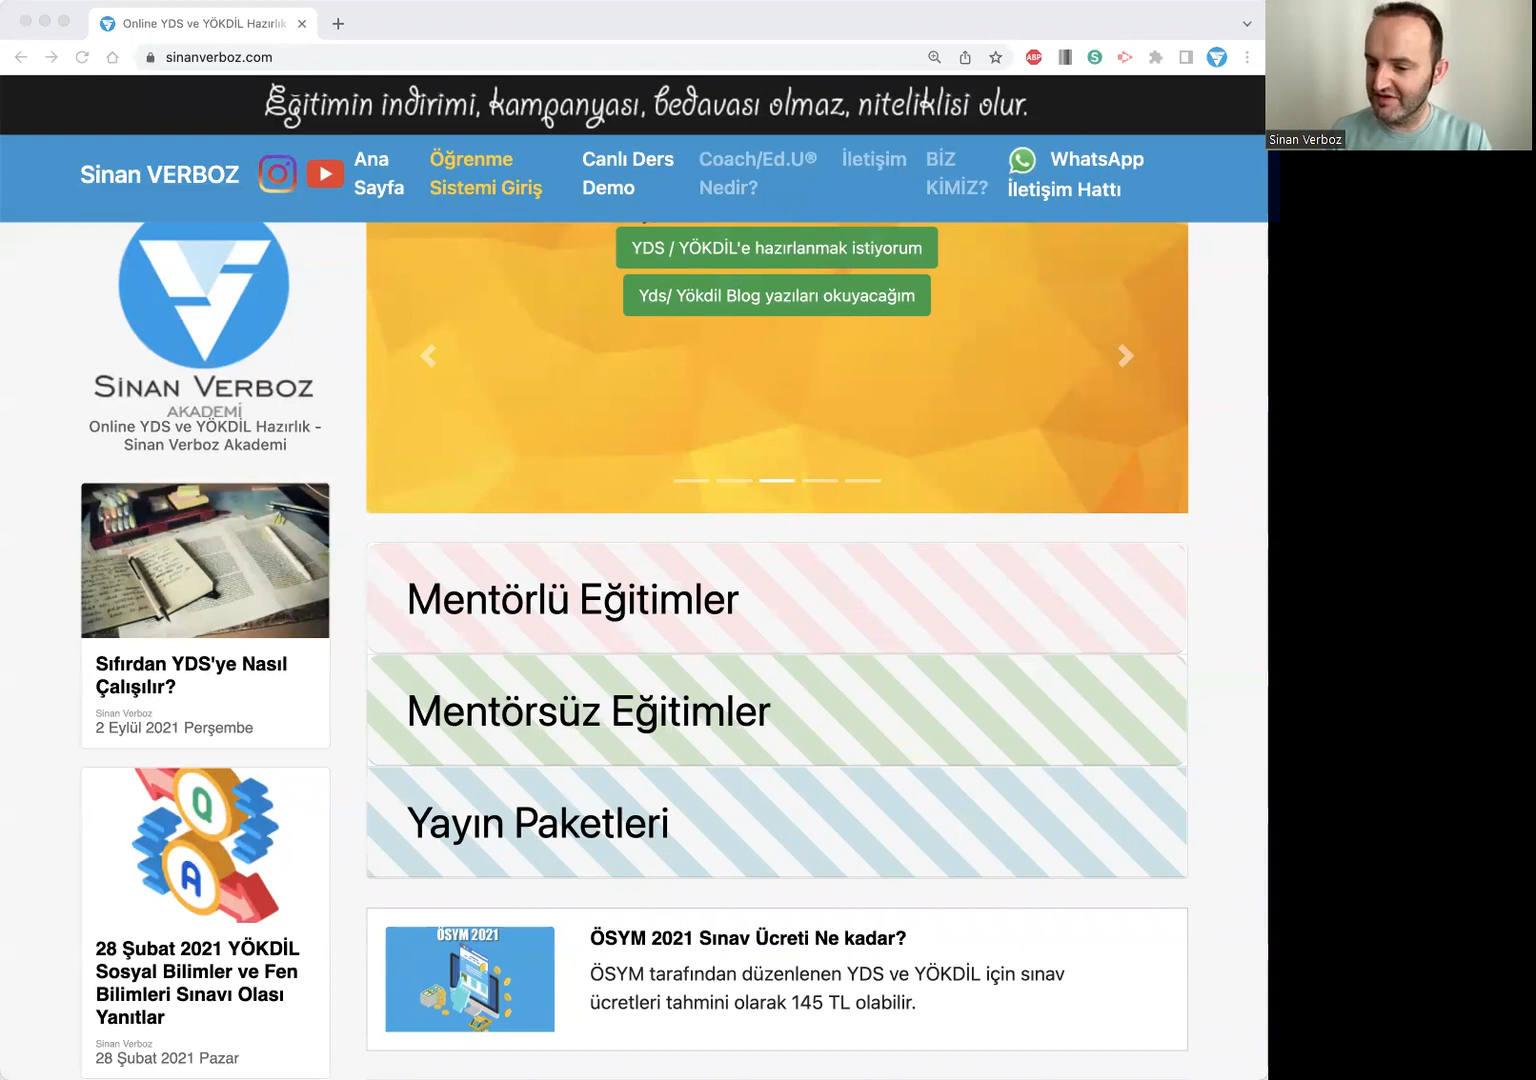 Online YDS ve YÖKDİL Hazırlık
sinanverboz.com
ABP
S
Sinan Verboz
Eğitimin indirimi, kampanyası, bedavası olmaz, niteliklisi olur.
Sinan VERBOZ
Ana Sayfa
Öğrenme Sistemi Giriş
Canlı Ders Demo
Coach/Ed.U® Nedir?
İletişim
BİZ KİMİZ?
WhatsApp İletişim Hattı
SİNAN VERBOZ
AKADEMİ
Online YDS ve YÖKDİL Hazırlık -
Sinan Verboz Akademi
YDS / YÖKDİL'e hazırlanmak istiyorum
Yds/ Yökdil Blog yazıları okuyacağım
Sıfırdan YDS'ye Nasıl
Çalışılır?
Sinan Verboz
2 Eylül 2021 Perşembe
Q
A
28 Şubat 2021 YÖKDİL
Sosyal Bilimler ve Fen
Bilimleri Sınavı Olası
Yanıtlar
Sinan Verboz
28 Şubat 2021 Pazar
Mentörlü Eğitimler
Mentörsüz Eğitimler
Yayın Paketleri
ÖSYM 2021
ÖSYM 2021 Sınav Ücreti Ne kadar?
ÖSYM tarafından düzenlenen YDS ve YÖKDİL için sınav
ücretleri tahmini olarak 145 TL olabilir.